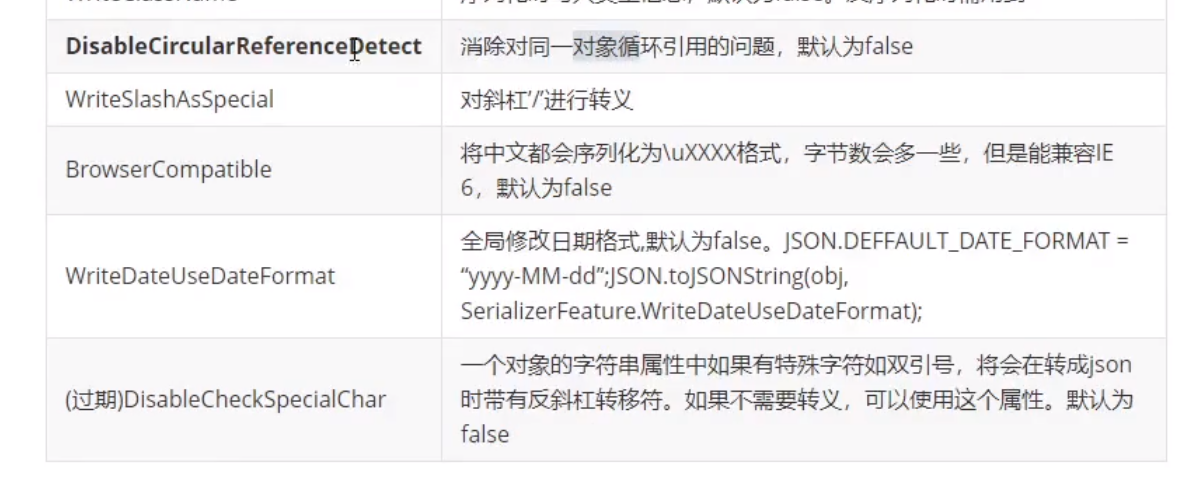 DisableCircularReferenceDetect
消除对同一对象循环引用的问题，默认为false
WriteSlashAsSpecial
对斜杠’/’进行转义
BrowserCompatible
将中文都会序列化为\uXXXX格式，字节数会多一些，但是能兼容IE
6，默认为false
WriteDateUseDateFormat
全局修改日期格式,默认为false。JSON.DEFFAULT_DATE_FORMAT =
“yyyy-MM-dd”;JSON.toJSONString(obj,
SerializerFeature.WriteDateUseDateFormat);
(过期)DisableCheckSpecialChar
一个对象的字符串属性中如果有特殊字符如双引号，将会在转成json
时带有反斜杠转移符。如果不需要转义，可以使用这个属性。默认为
false